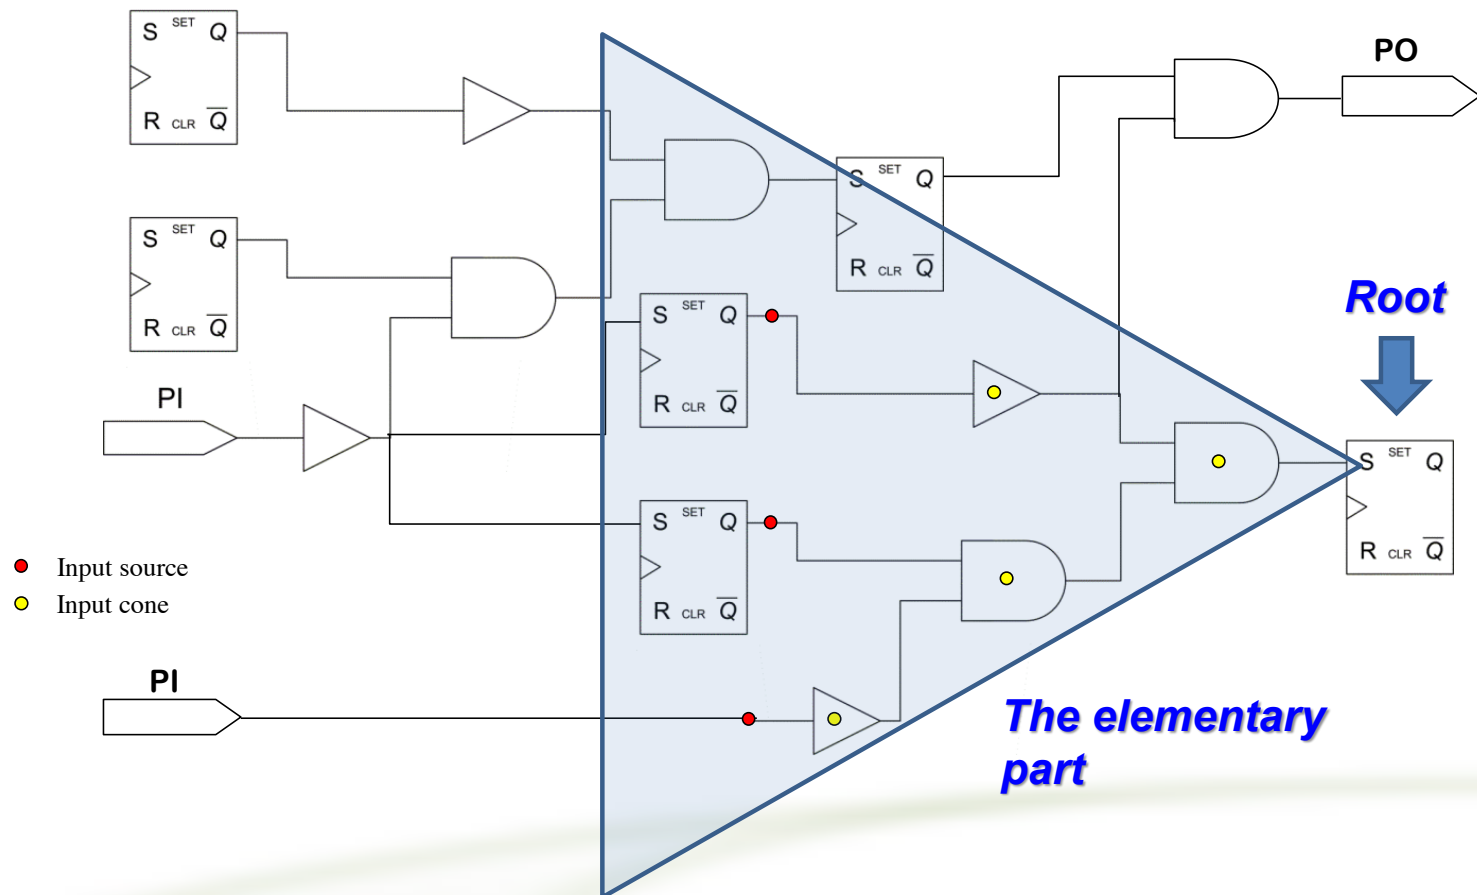 S SET Q
R CLR Q
PO
S SET Q
R CLR Q
S SET Q
R CLR Q
Root
S SET Q
R CLR Q
PI
S SET Q
R CLR Q
S SET Q
R CLR Q
Input source
Input cone
PI
The elementary
part